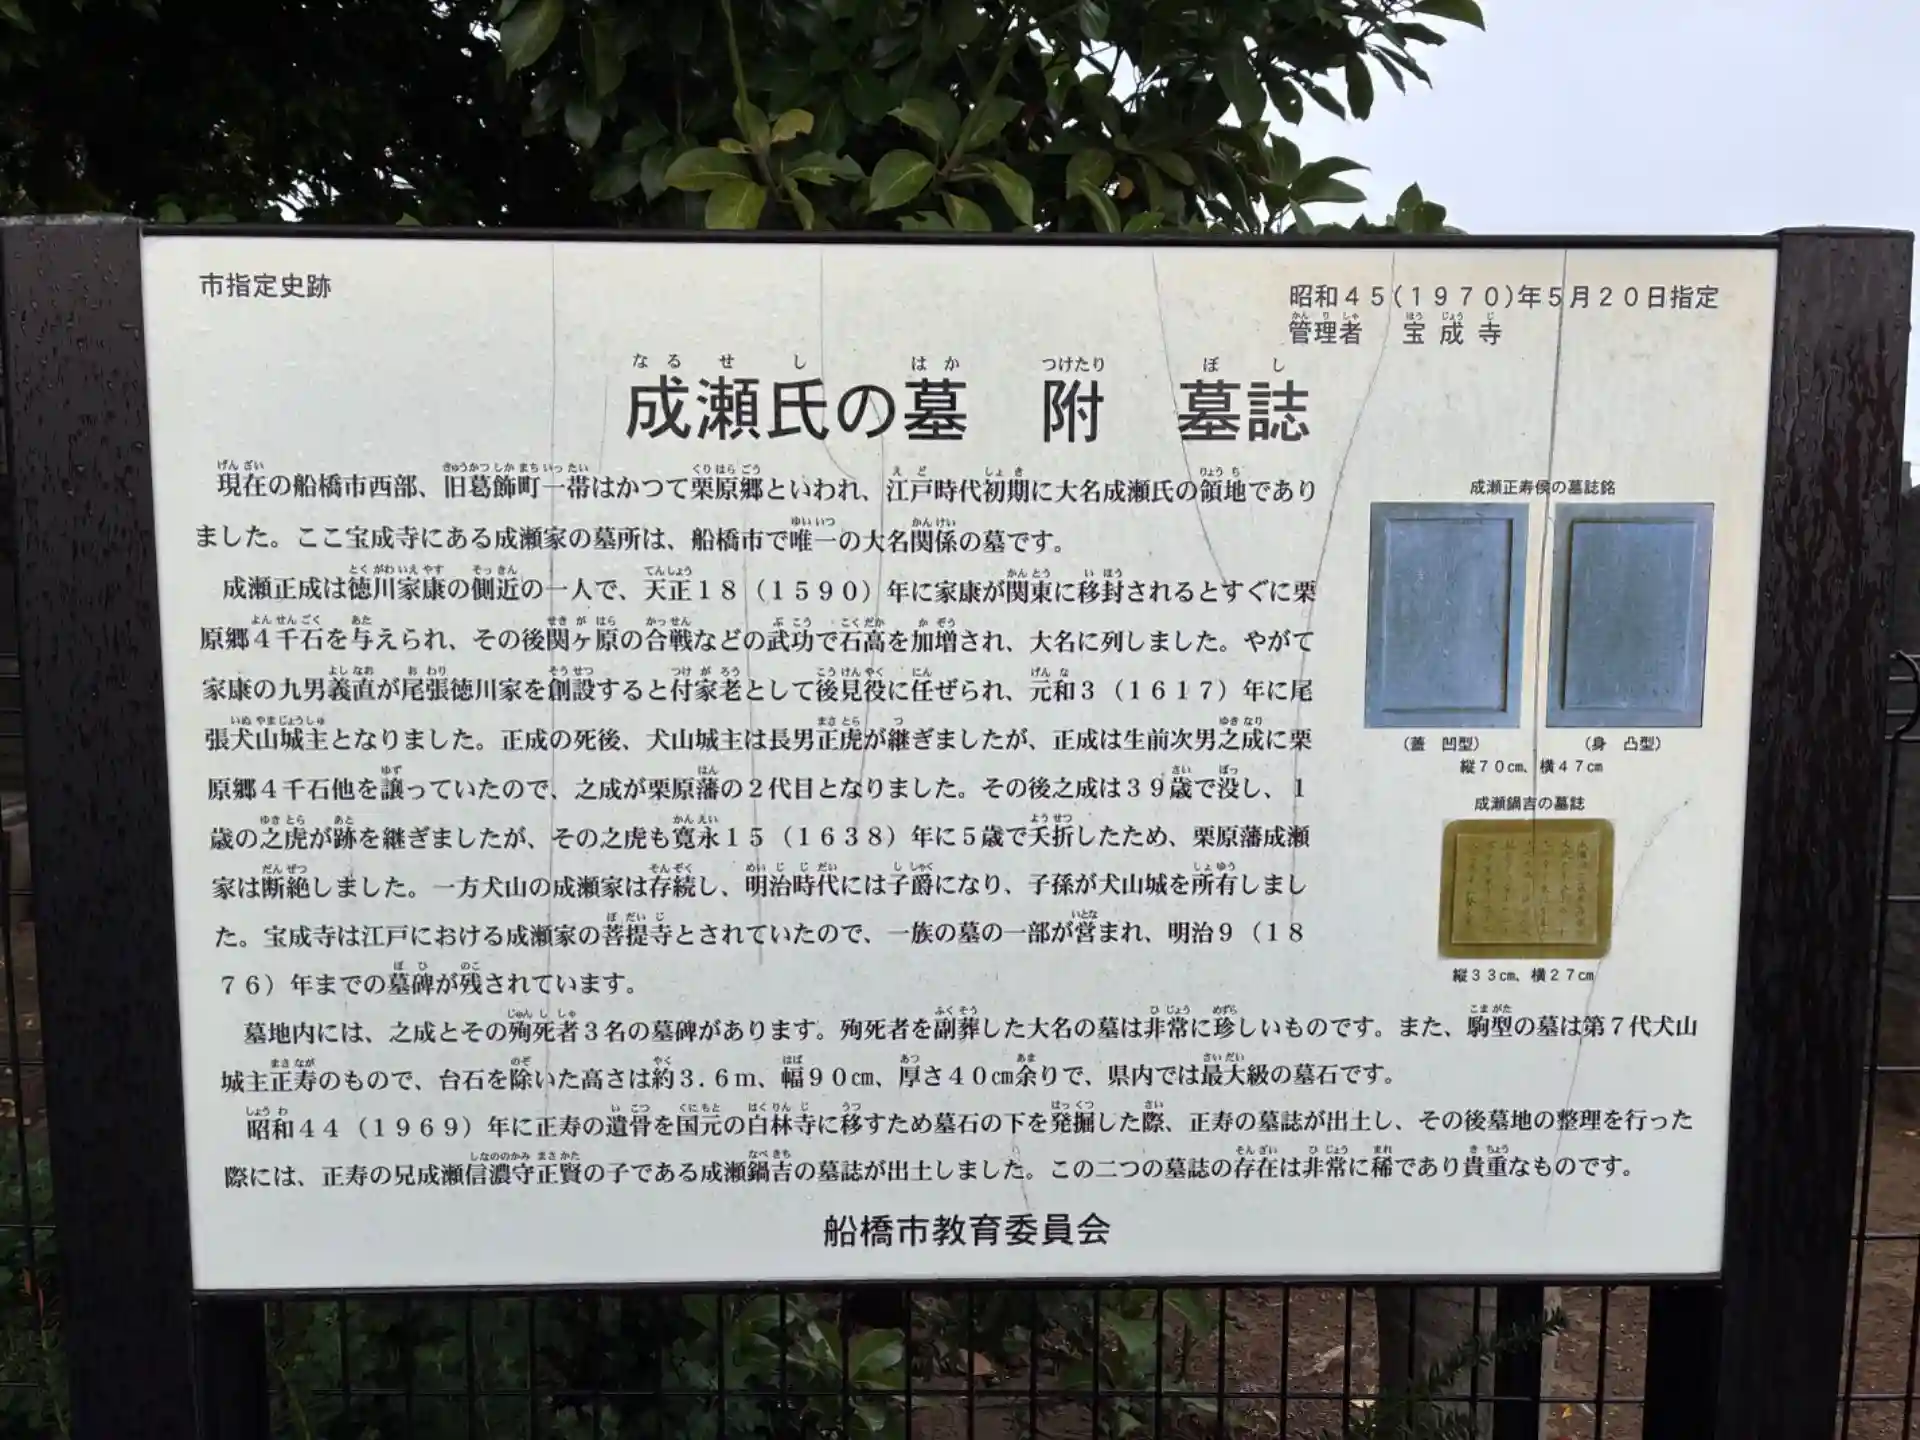 市指定史跡
昭和45(1970)年5月20日指定
管理者 宝成寺
成瀬氏の墓 附 墓誌
現在の船橋市西部、旧葛飾町一帯はかつて栗原郷といわれ、江戸時代初期に大名成瀬氏の領地であり
ました。ここ宝成寺にある成瀬家の墓所は、船橋市で唯一の大名関係の墓です。
成瀬正成は徳川家康の側近の一人で、天正18（1590）年に家康が関東に移封されるとすぐに栗
原郷4千石を与えられ、その後関ヶ原の合戦などの武功で石高を加増され、大名に列しました。やがて
家康の九男義直が尾張徳川家を創設すると付家老として後見役に任ぜられ、元和3（1617）年に尾
張犬山城主となりました。正成の死後、犬山城主は長男正虎が継ぎましたが、正成は生前次男之成に栗
原郷4千石他を譲っていたので、之成が栗原藩の2代目となりました。その後之成は39歳で没し、1
歳の之虎が跡を継ぎましたが、その之虎も寛永15（1638）年に5歳で夭折したため、栗原藩成瀬
家は断絶しました。一方犬山の成瀬家は存続し、明治時代には子爵になり、子孫が犬山城を所有しまし
た。宝成寺は江戸における成瀬家の菩提寺とされていたので、一族の墓の一部が営まれ、明治9（18
76）年までの墓碑が残されています。
墓地内には、之成とその殉死者3名の墓碑があります。殉死者を副葬した大名の墓は非常に珍しいものです。また、駒型の墓は第7代犬山
城主正寿のもので、台石を除いた高さは約3.6m、幅90㎝、厚さ40㎝余りで、県内では最大級の墓石です。
昭和44（1969）年に正寿の遺骨を国元の白林寺に移すため墓石の下を発掘した際、正寿の墓誌が出土し、その後墓地の整理を行った
際には、正寿の兄成瀬信濃守正賢の子である成瀬鍋吉の墓誌が出土しました。この二つの墓誌の存在は非常に稀であり貴重なものです。
成瀬正寿侯の墓誌銘
（蓋 凹型）
（身 凸型）
縦70㎝、横47㎝
成瀬鍋吉の墓誌
縦33㎝、横27㎝
船橋市教育委員会